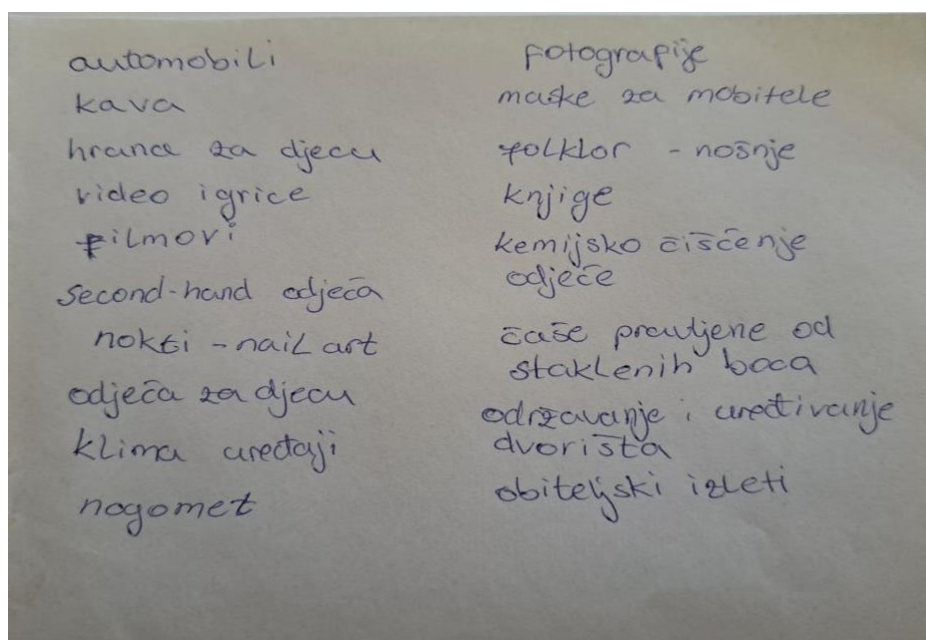 automobili
kava
hrana za djecu
video igrice
filmovi
second-hand odjeća
nokti - nail art
odjeća za djecu
klima uređaji
nogomet
fotografije
maske za mobitele
folklor - nošnje
knjige
kemijsko čišćenje
odjeće
čaše pravljene od
staklenih boca
održavanje i uređivanje
dvorišta
obiteljski izleti